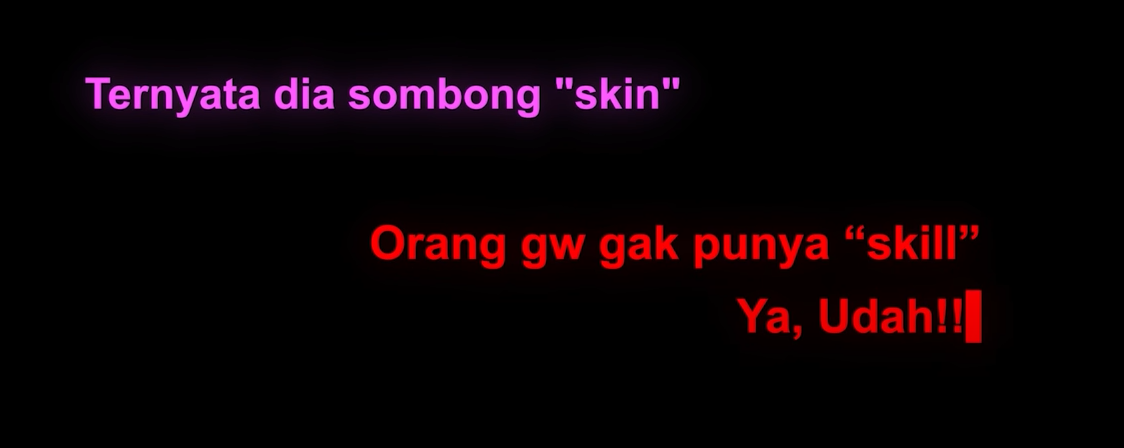 Ternyata dia sombong "skin"
Orang gw gak punya “skill”
Ya, Udah!!